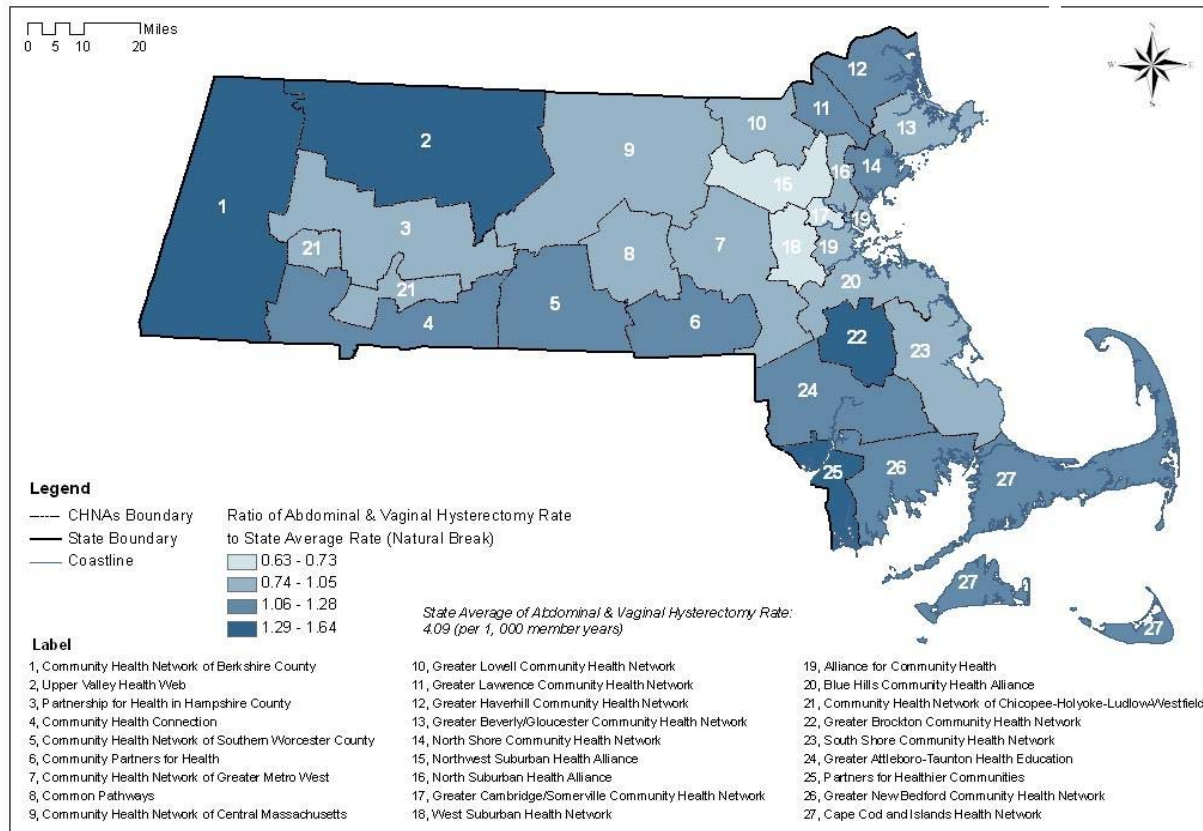 Miles
0 5 10 20
W E
S
S
12
11
10
13
2
9
14
16
15
1
17
19
3
18
19
21
7
8
20
21
5
4
6
22
23
24
25
26
27
27
27
Legend
CHNAs Boundary
State Boundary
Coastline
Ratio of Abdominal & Vaginal Hysterectomy Rate
to State Average Rate (Natural Break)
0.63 - 0.73
0.74 - 1.05
1.06 - 1.28
1.29 - 1.64
State Average of Abdominal & Vaginal Hysterectomy Rate:
4.09 (per 1, 000 member years)
Label
1, Community Health Network of Berkshire County
2, Upper Valley Health Web
3, Partnership for Health in Hampshire County
4, Community Health Connection
5, Community Health Network of Southern Worcester County
6, Community Partners for Health
7, Community Health Network of Greater Metro West
8, Common Pathways
9, Community Health Network of Central Massachusetts
10, Greater Lowell Community Health Network
11, Greater Lawrence Community Health Network
12, Greater Haverhill Community Health Network
13, Greater Beverly/Gloucester Community Health Network
14, North Shore Community Health Network
15, Northwest Suburban Health Alliance
16, North Suburban Health Alliance
17, Greater Cambridge/Somerville Community Health Network
18, West Suburban Health Network
19, Alliance for Community Health
20, Blue Hills Community Health Alliance
21, Community Health Network of Chicopee-Holyoke-Ludlow-Westfield
22, Greater Brockton Community Health Network
23, South Shore Community Health Network
24, Greater Attleboro-Taunton Health Education
25, Partners for Healthier Communities
26, Greater New Bedford Community Health Network
27, Cape Cod and Islands Health Network